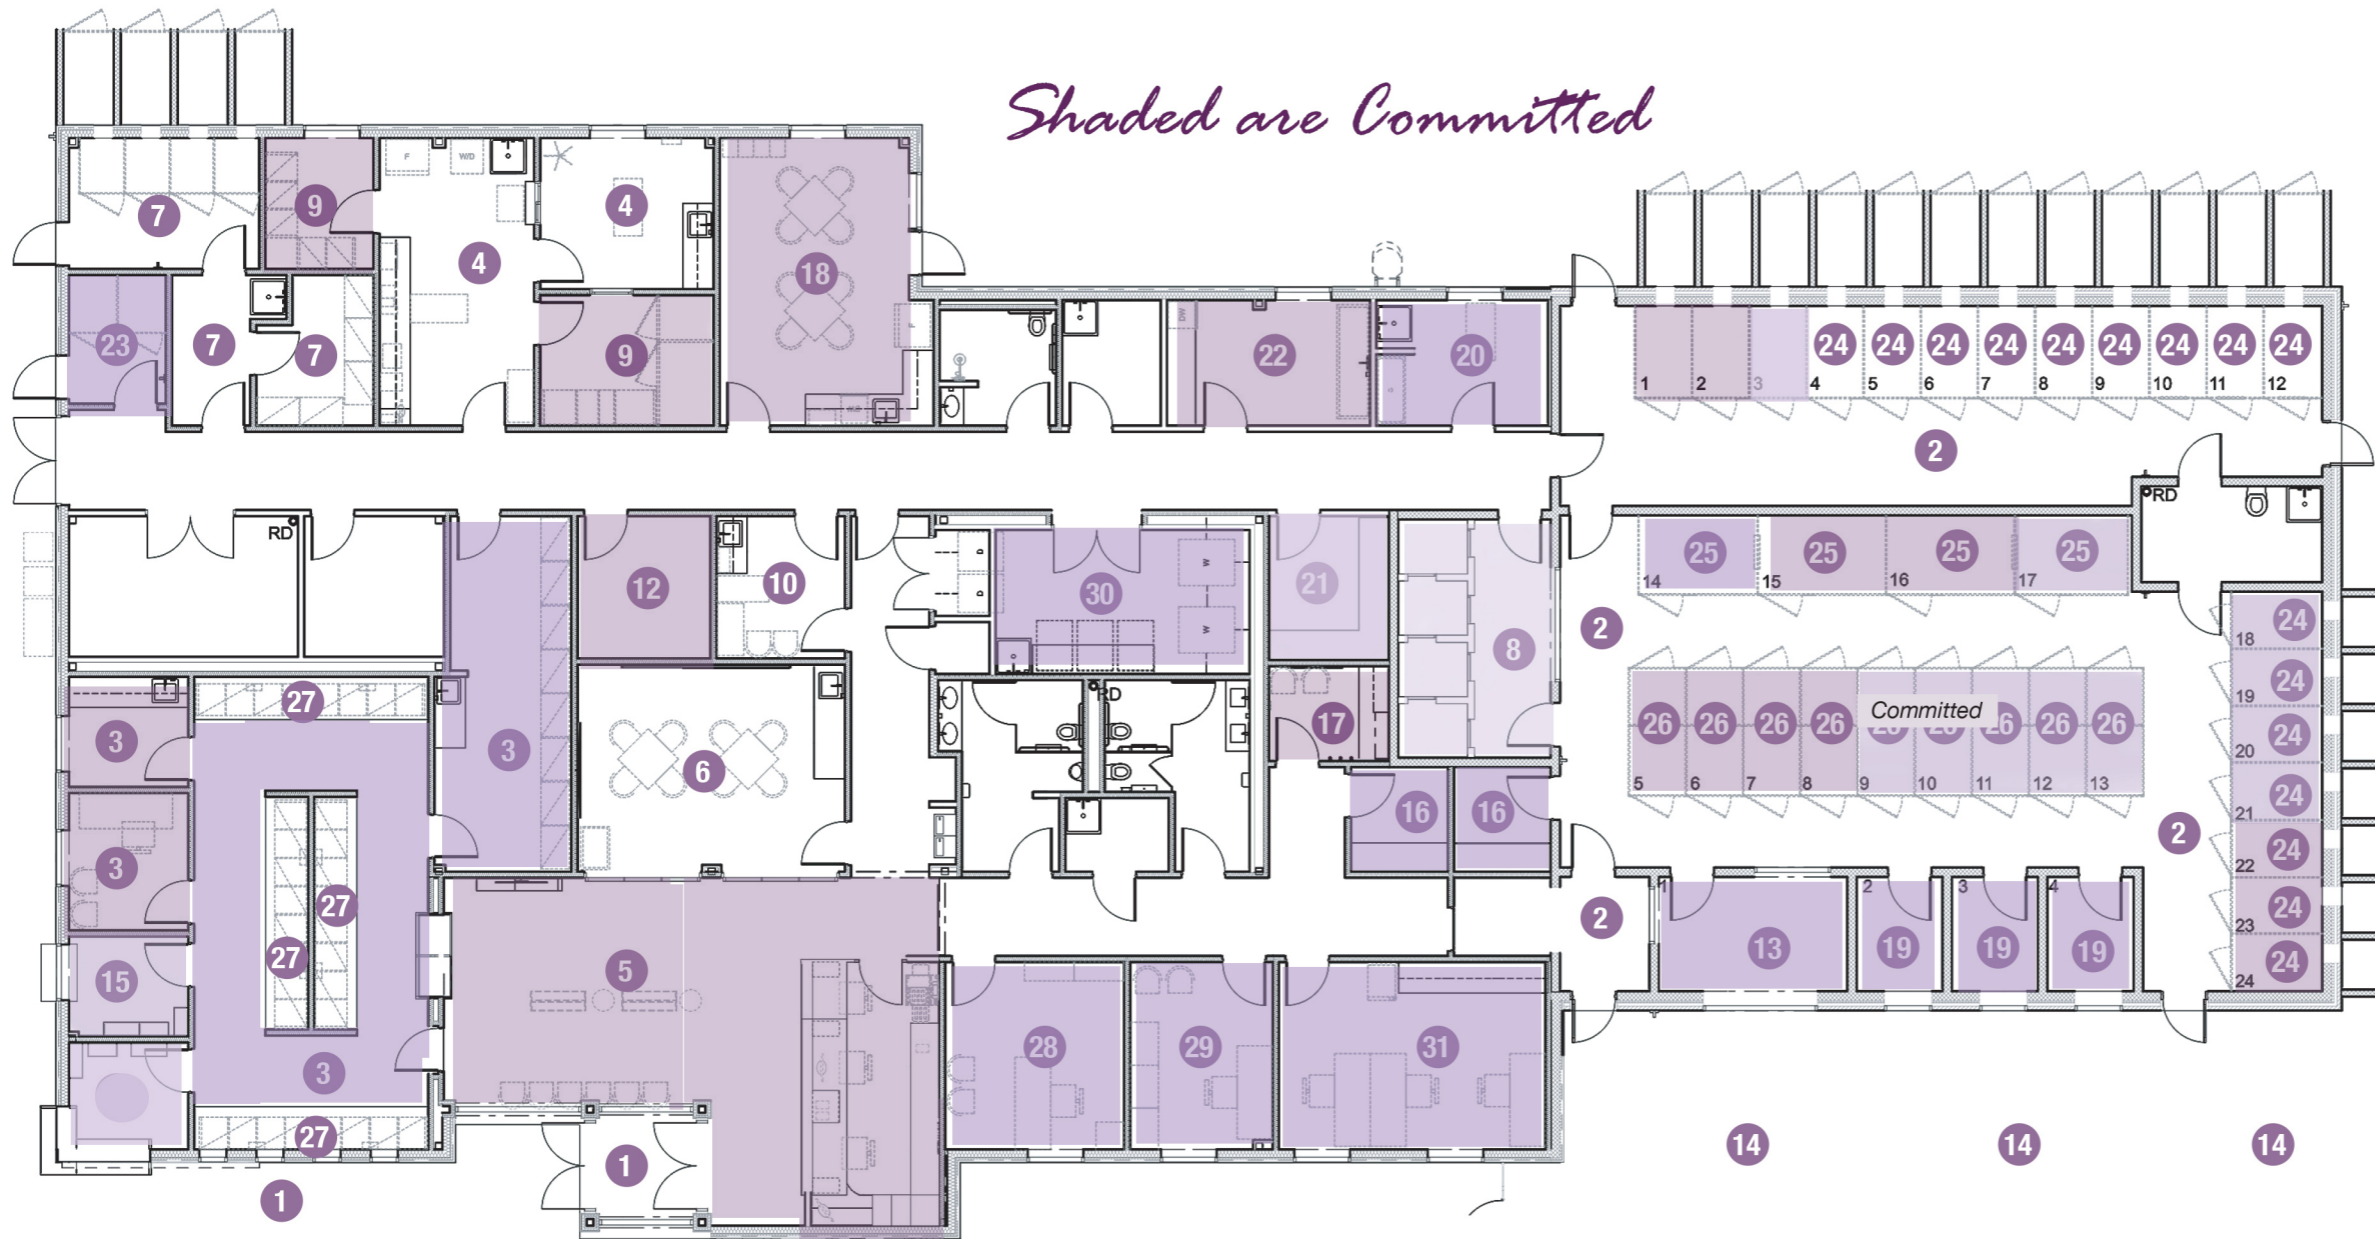 Shaded are Committed
F W/D
7 9 4 4 18
23 7 7 9 F
DW 22 20
24 24 24 24 24 24 24 24 24
1 2 3 4 5 6 7 8 9 10 11 12
2
RD
RD
25 25 25 25
14 15 16 17
12 10 D D 30 W W 21 8 2
24 18
24 19
24 20
24 21
24 22
24 23
24 24
26 26 26 26 Committed 26 26 26
5 6 7 8 9 10 11 12 13
27
3 3 6 RD 17
16 16
2
3 27 27
15
5
2
1 2 3 4
13 19 19 19
3
28 29 31
27
1
1
14 14 14